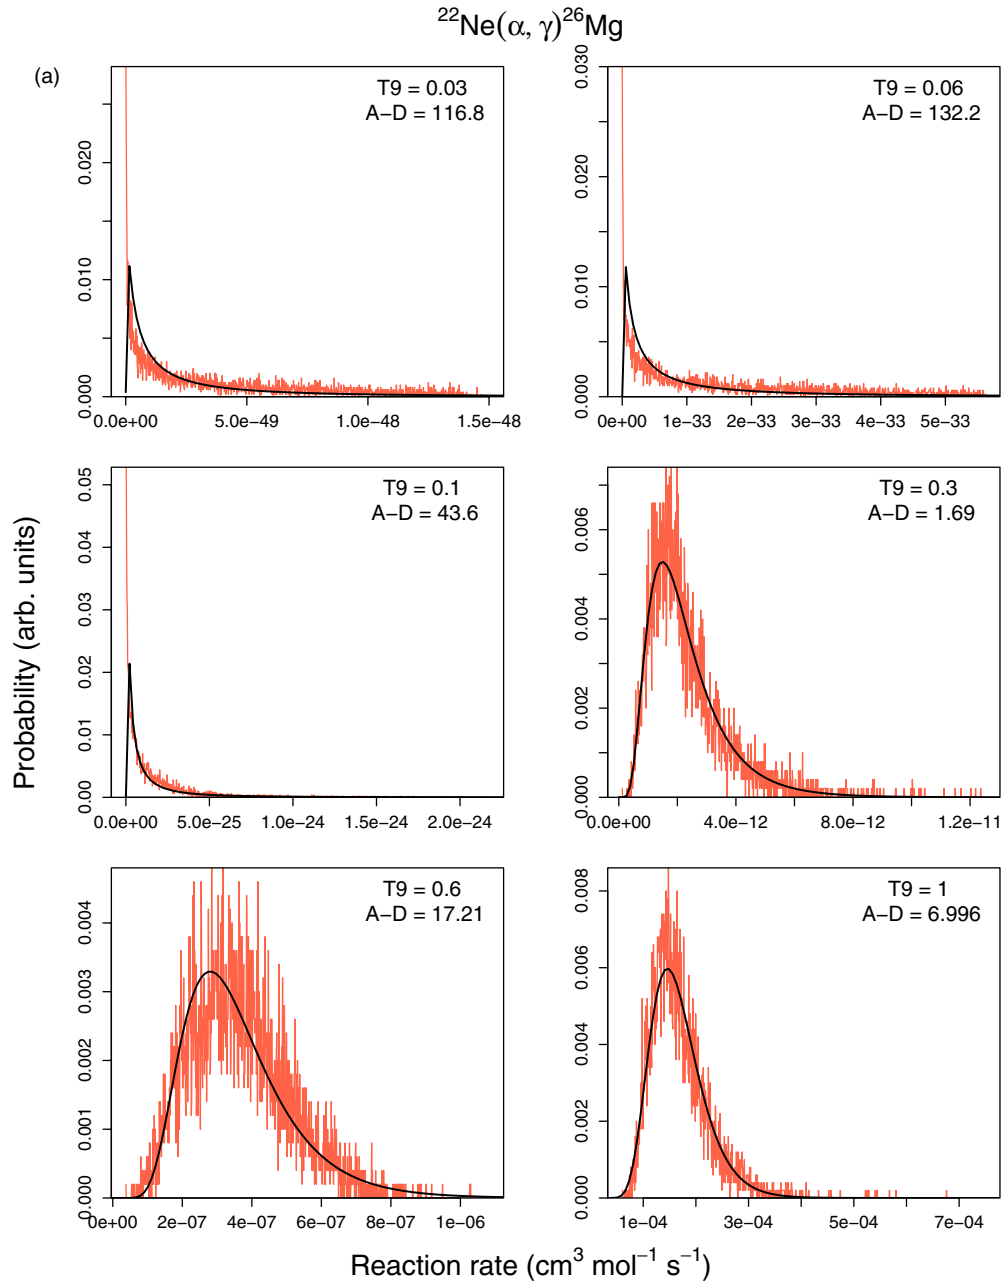 ²²Ne(α, γ)²⁶Mg
(a)
T9 = 0.03
A−D = 116.8
0.000
0.010
0.020
0.0e+00
5.0e−49
1.0e−48
1.5e−48
T9 = 0.06
A−D = 132.2
0.000
0.010
0.020
0.030
0e+00
1e−33
2e−33
3e−33
4e−33
5e−33
T9 = 0.1
A−D = 43.6
0.00
0.01
0.02
0.03
0.04
0.05
0.0e+00
5.0e−25
1.0e−24
1.5e−24
2.0e−24
T9 = 0.3
A−D = 1.69
0.000
0.002
0.004
0.006
0.0e+00
4.0e−12
8.0e−12
1.2e−11
T9 = 0.6
A−D = 17.21
0.000
0.001
0.002
0.003
0.004
0e+00
2e−07
4e−07
6e−07
8e−07
1e−06
T9 = 1
A−D = 6.996
0.000
0.002
0.004
0.006
0.008
1e−04
3e−04
5e−04
7e−04
Probability (arb. units)
Reaction rate (cm³ mol⁻¹ s⁻¹)